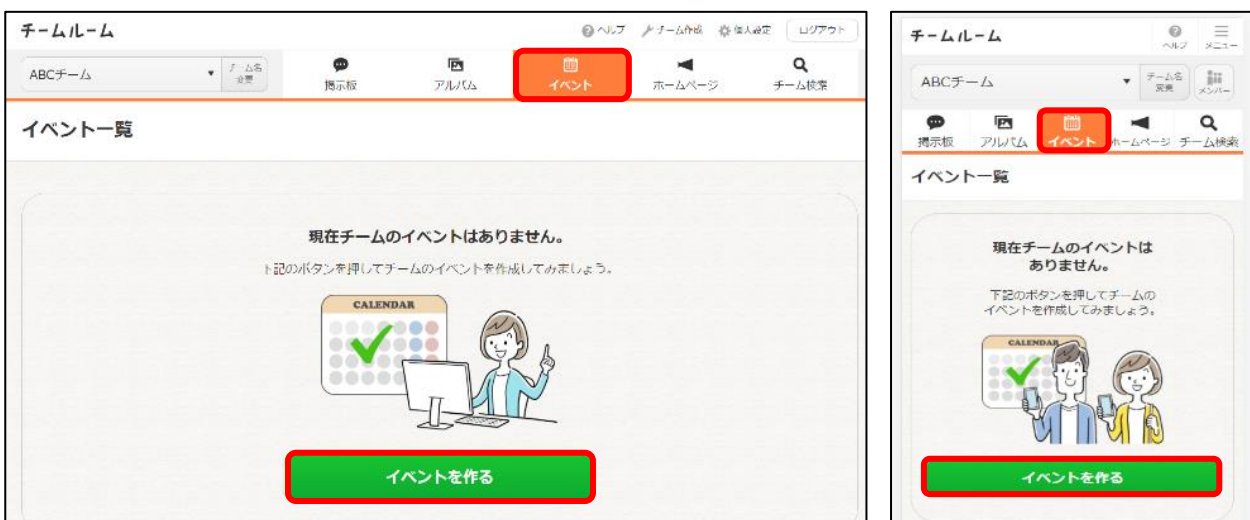 チームルーム
ヘルプ チーム作成 個人設定 ログアウト
ABCチーム ▼ チーム名
変更
掲示板 アルバム イベント ホームページ チーム検索
イベント一覧
現在チームのイベントはありません。
下記のボタンを押してチームのイベントを作成してみましょう。
CALENDAR
イベントを作る
チームルーム
ヘルプ メニュー
ABCチーム ▼ チーム名
変更
メンバー
掲示板 アルバム イベント ホームページ チーム検索
イベント一覧
現在チームのイベントは
ありません。
下記のボタンを押してチームの
イベントを作成してみましょう。
CALENDAR
イベントを作る